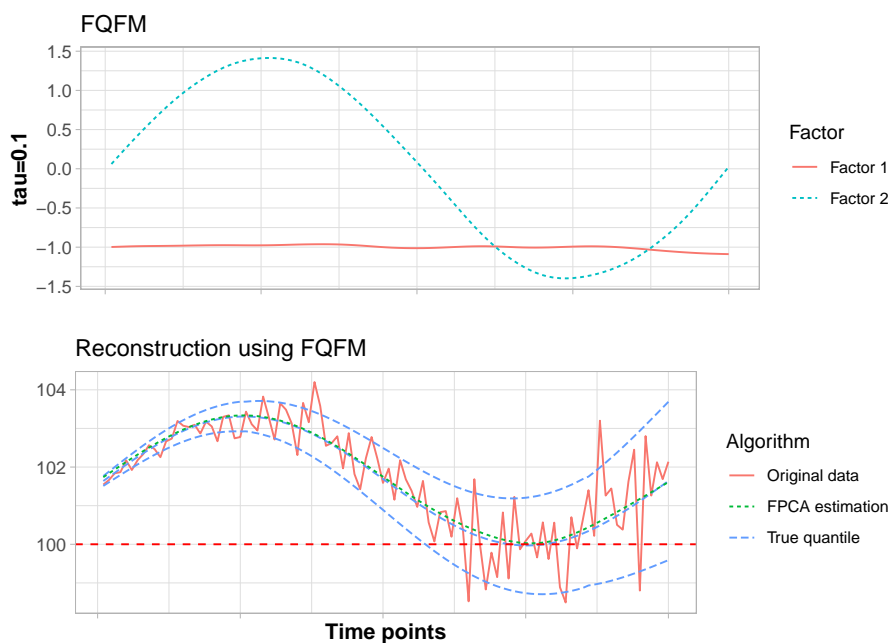 FQFM
1.5
1.0
0.5
0.0
−0.5
−1.0
−1.5
tau=0.1
Factor
Factor 1
Factor 2
Reconstruction using FQFM
104
102
100
Time points
Algorithm
Original data
FPCA estimation
True quantile